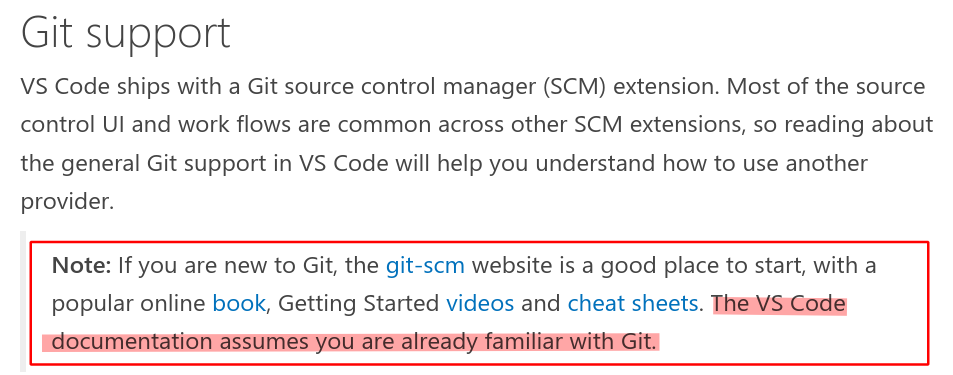 Git support
VS Code ships with a Git source control manager (SCM) extension. Most of the source
control UI and work flows are common across other SCM extensions, so reading about
the general Git support in VS Code will help you understand how to use another
provider.
Note: If you are new to Git, the git-scm website is a good place to start, with a
popular online book, Getting Started videos and cheat sheets. The VS Code
documentation assumes you are already familiar with Git.